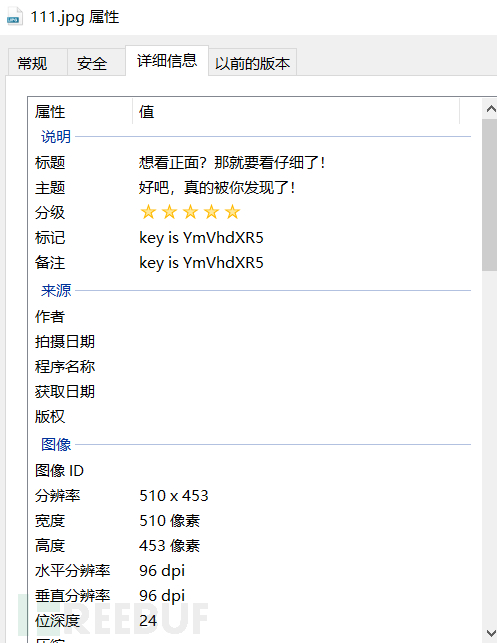 111.jpg 属性
常规 安全 详细信息 以前的版本
属性 值
说明
标题 想看正面？那就要看仔细了！
主题 好吧，真的被你发现了！
分级
标记 key is YmVhdXR5
备注 key is YmVhdXR5
来源
作者
拍摄日期
程序名称
获取日期
版权
图像
图像 ID
分辨率 510 x 453
宽度 510 像素
高度 453 像素
水平分辨率 96 dpi
垂直分辨率 96 dpi
位深度 24
REEDUF